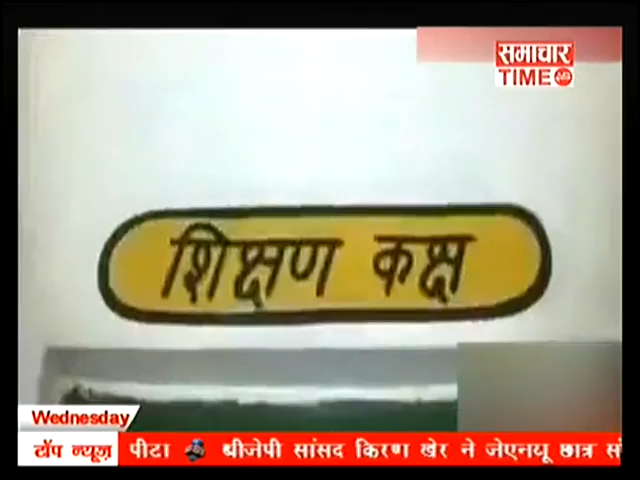 समाचार
TIME
शिक्षण कक्ष
Wednesday
टॉप न्यूज़ पीटा बीजेपी सांसद किरण खेर ने जेएनयू छात्र